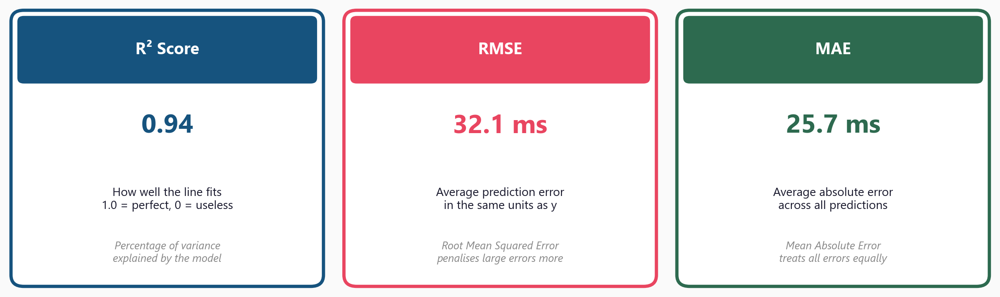 R² Score
0.94
How well the line fits
1.0 = perfect, 0 = useless
Percentage of variance
explained by the model
RMSE
32.1 ms
Average prediction error
in the same units as y
Root Mean Squared Error
penalises large errors more
MAE
25.7 ms
Average absolute error
across all predictions
Mean Absolute Error
treats all errors equally